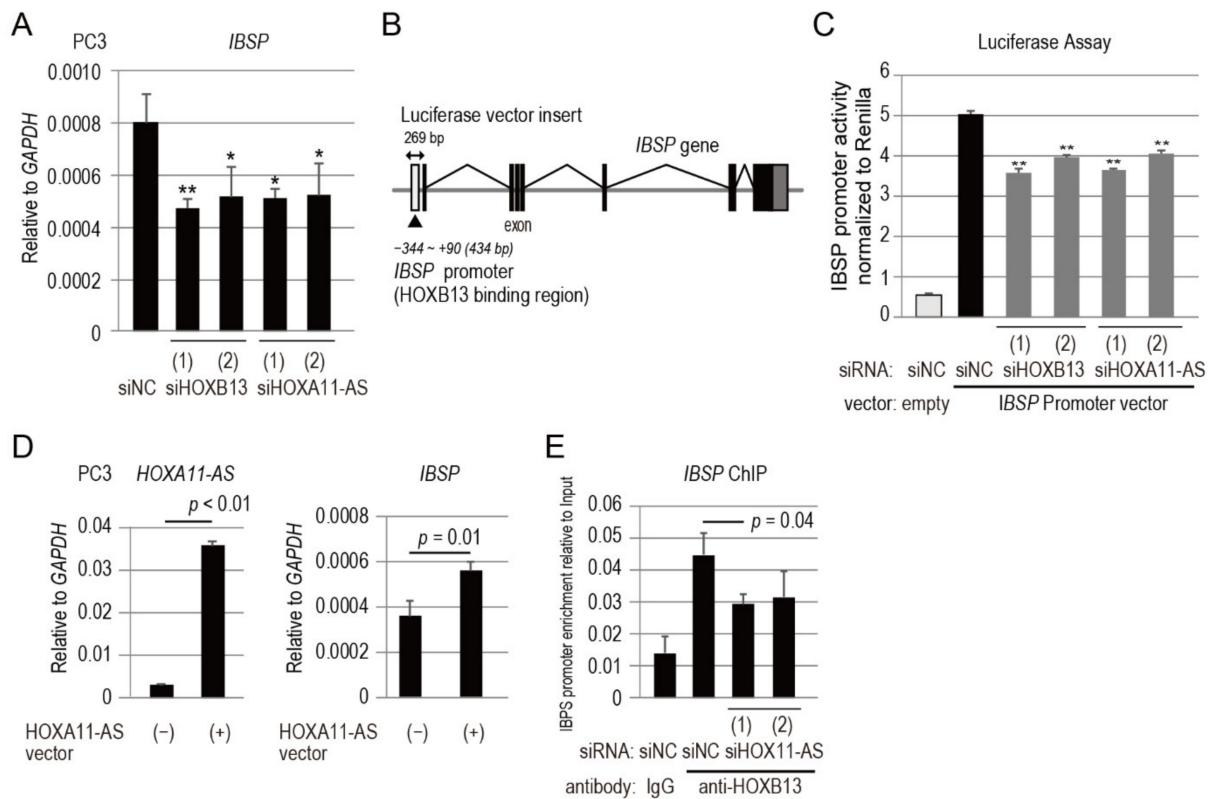 A
PC3 IBSP
Relative to GAPDH
0.0010
0.0008
0.0006
0.0004
0.0002
0
** * * *
(1) (2) (1) (2)
siNC siHOXB13 siHOXA11-AS
B
Luciferase vector insert
269 bp
IBSP gene
exon
−344 ~ +90 (434 bp)
IBSP promoter
(HOXB13 binding region)
C
Luciferase Assay
IBSP promoter activity
normalized to Renilla
6
5
4
3
2
1
0
** ** ** **
(1) (2) (1) (2)
siRNA: siNC siNC siHOXB13 siHOXA11-AS
vector: empty IBSP Promoter vector
D
PC3 HOXA11-AS
p < 0.01
Relative to GAPDH
0.04
0.03
0.02
0.01
0
HOXA11-AS (−) (+)
vector
IBSP
p = 0.01
Relative to GAPDH
0.0008
0.0006
0.0004
0.0002
0
HOXA11-AS (−) (+)
vector
E
IBSP ChIP
IBPS promoter enrichment relative to Input
0.06
0.05
0.04
0.03
0.02
0.01
0
p = 0.04
(1) (2)
siRNA: siNC siNC siHOX11-AS
antibody: IgG anti-HOXB13